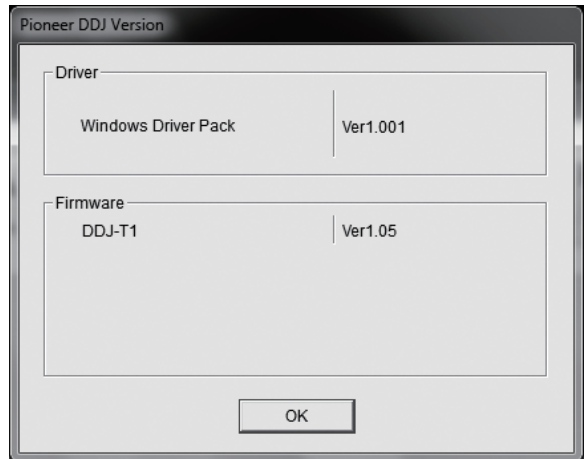 Pioneer DDJ Version
Driver
Windows Driver Pack Ver1.001
Firmware
DDJ-T1 Ver1.05
OK